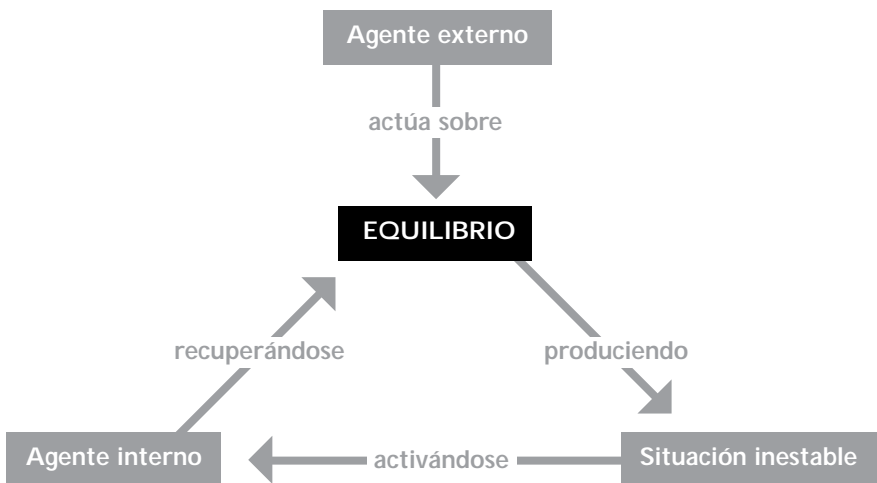 Agente externo
actúa sobre
EQUILIBRIO
recuperándose
produciendo
Agente interno
activándose
Situación inestable